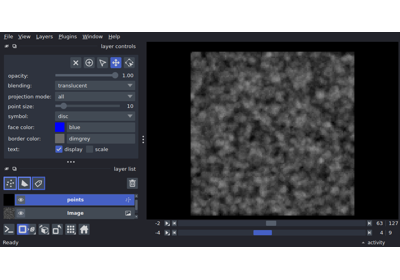 File View Layers Plugins Window Help
layer controls
opacity: 1.00
blending: translucent
projection mode: all
point size: 10
symbol: disc
face color: blue
border color: dimgrey
text: display scale
layer list
points
Image
-2 63 127
-4 4 9
Ready activity